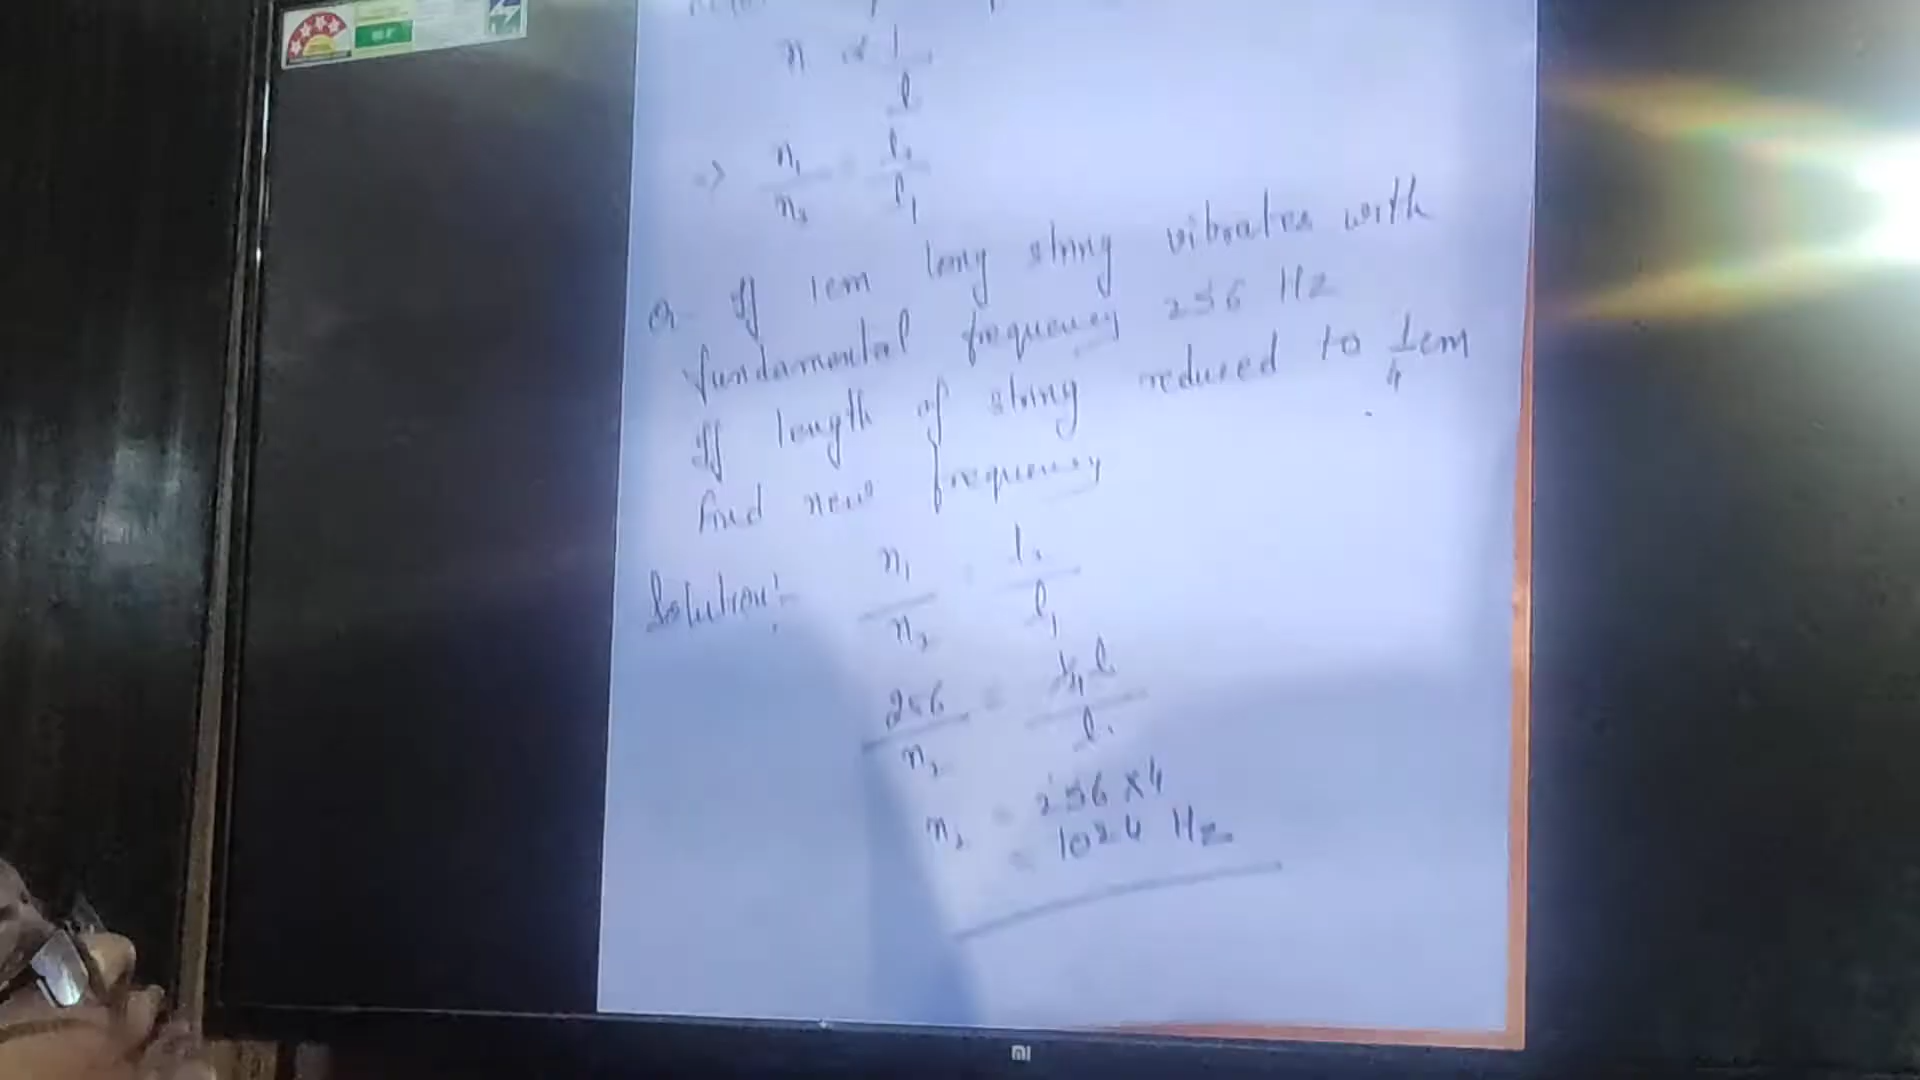 n ∝ 1/l
=> n₁/n₂ = l₂/l₁
Q. If 1cm long string vibrates with
fundamental frequency 256 Hz
If length of string reduced to 1/4 cm
find new frequency
Solution:- n₁/n₂ = l₂/l₁
256/n₂ = 1/4 l/l
n₂ = 256 x 4
= 1024 Hz
mi